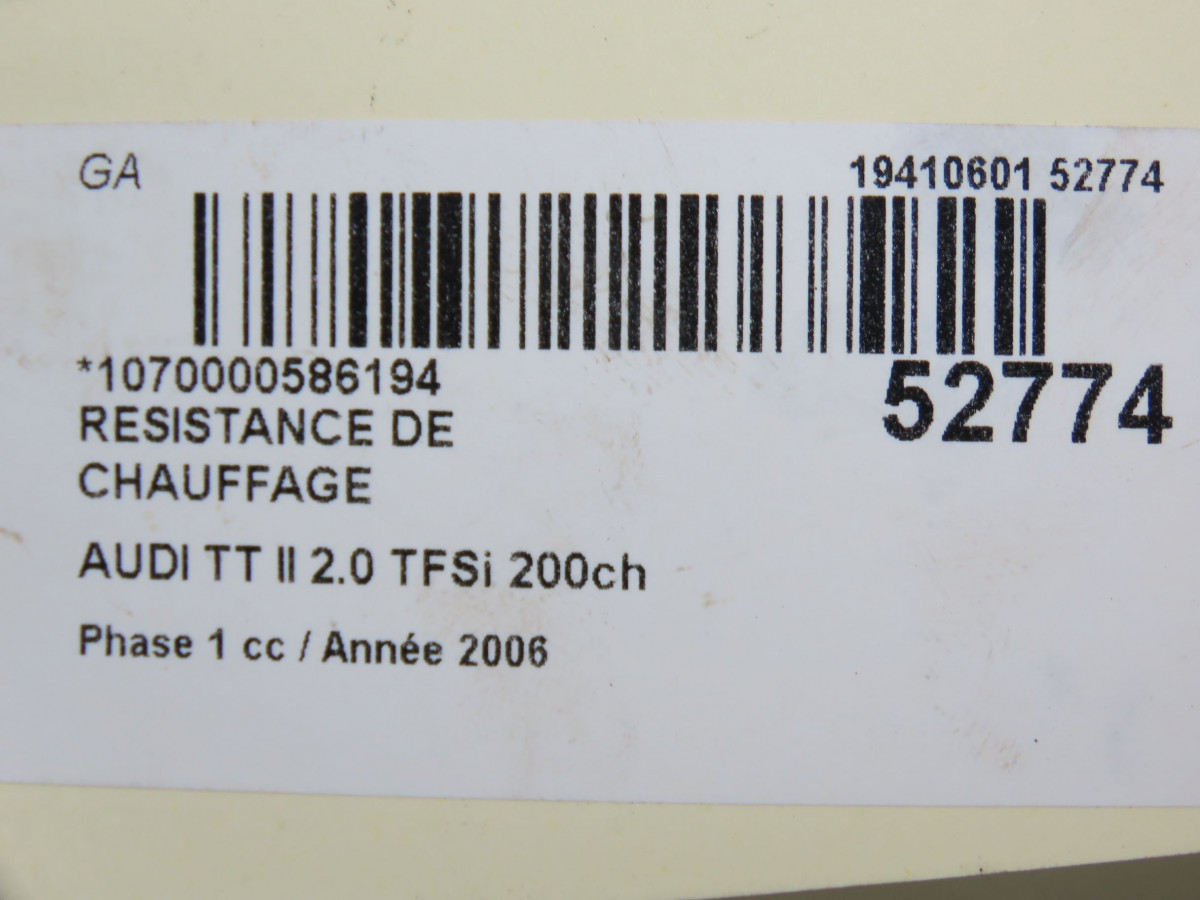 GA
19410601 52774
*1070000586194
52774
RESISTANCE DE
CHAUFFAGE
AUDI TT II 2.0 TFSi 200ch
Phase 1 cc / Année 2006